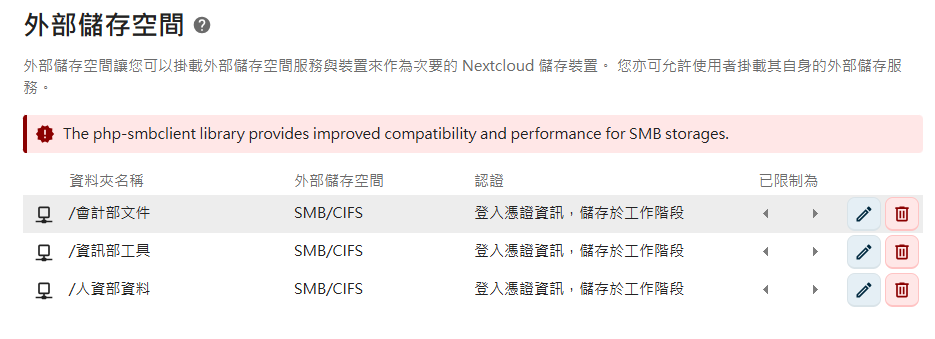 外部儲存空間
外部儲存空間讓您可以掛載外部儲存空間服務與裝置來作為次要的 Nextcloud 儲存裝置。 您亦可允許使用者掛載其自身的外部儲存服
務。
The php-smbclient library provides improved compatibility and performance for SMB storages.
資料夾名稱 外部儲存空間 認證 已限制為
/會計部文件 SMB/CIFS 登入憑證資訊，儲存於工作階段
/資訊部工具 SMB/CIFS 登入憑證資訊，儲存於工作階段
/人資部資料 SMB/CIFS 登入憑證資訊，儲存於工作階段